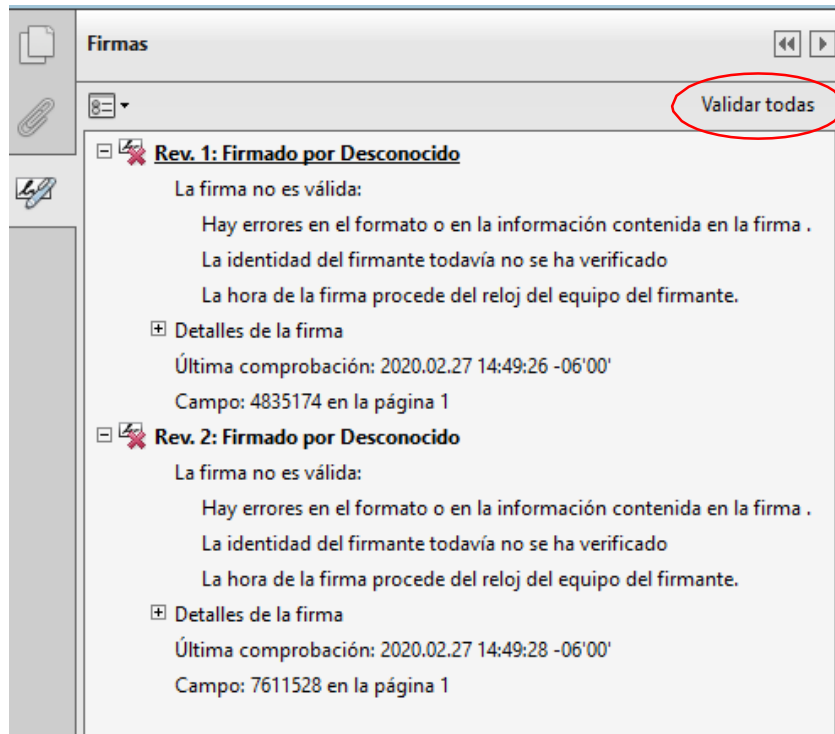 Firmas
Validar todas
Rev. 1: Firmado por Desconocido
La firma no es válida:
Hay errores en el formato o en la información contenida en la firma .
La identidad del firmante todavía no se ha verificado
La hora de la firma procede del reloj del equipo del firmante.
Detalles de la firma
Última comprobación: 2020.02.27 14:49:26 -06'00'
Campo: 4835174 en la página 1
Rev. 2: Firmado por Desconocido
La firma no es válida:
Hay errores en el formato o en la información contenida en la firma .
La identidad del firmante todavía no se ha verificado
La hora de la firma procede del reloj del equipo del firmante.
Detalles de la firma
Última comprobación: 2020.02.27 14:49:28 -06'00'
Campo: 7611528 en la página 1